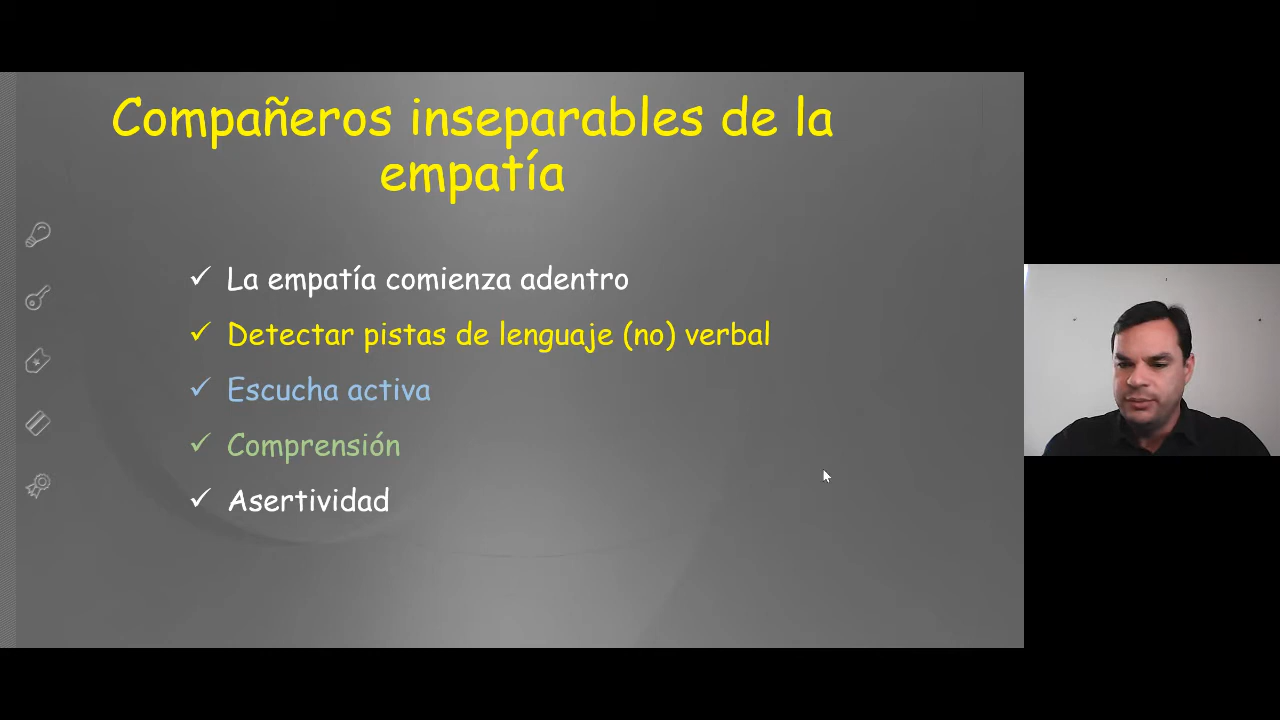 Compañeros inseparables de la
empatía
✓ La empatía comienza adentro
✓ Detectar pistas de lenguaje (no) verbal
✓ Escucha activa
✓ Comprensión
✓ Asertividad